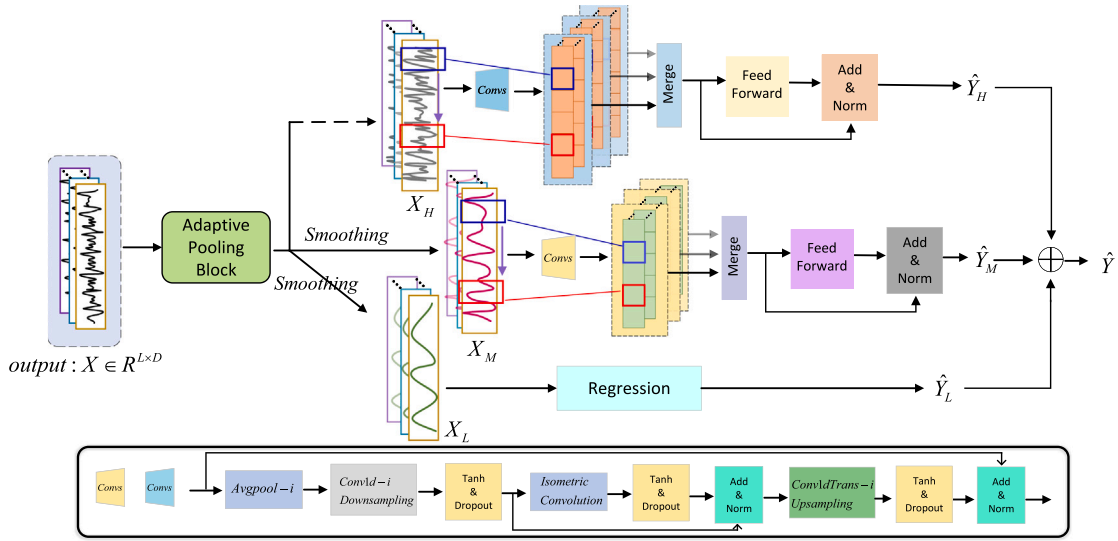 Convs
Merge
Feed
Forward
Add
&
Norm
Ŷ_H
X_H
Adaptive
Pooling
Block
Smoothing
Smoothing
Convs
Merge
Feed
Forward
Add
&
Norm
Ŷ_M
Ŷ
output : X ∈ R^{L×D}
X_M
Regression
Ŷ_L
X_L
Convs
Convs
Avgpool-i
Conv1d-i
Downsampling
Tanh
&
Dropout
Isometric
Convolution
Tanh
&
Dropout
Add
&
Norm
Conv1dTrans-i
Upsampling
Tanh
&
Dropout
Add
&
Norm